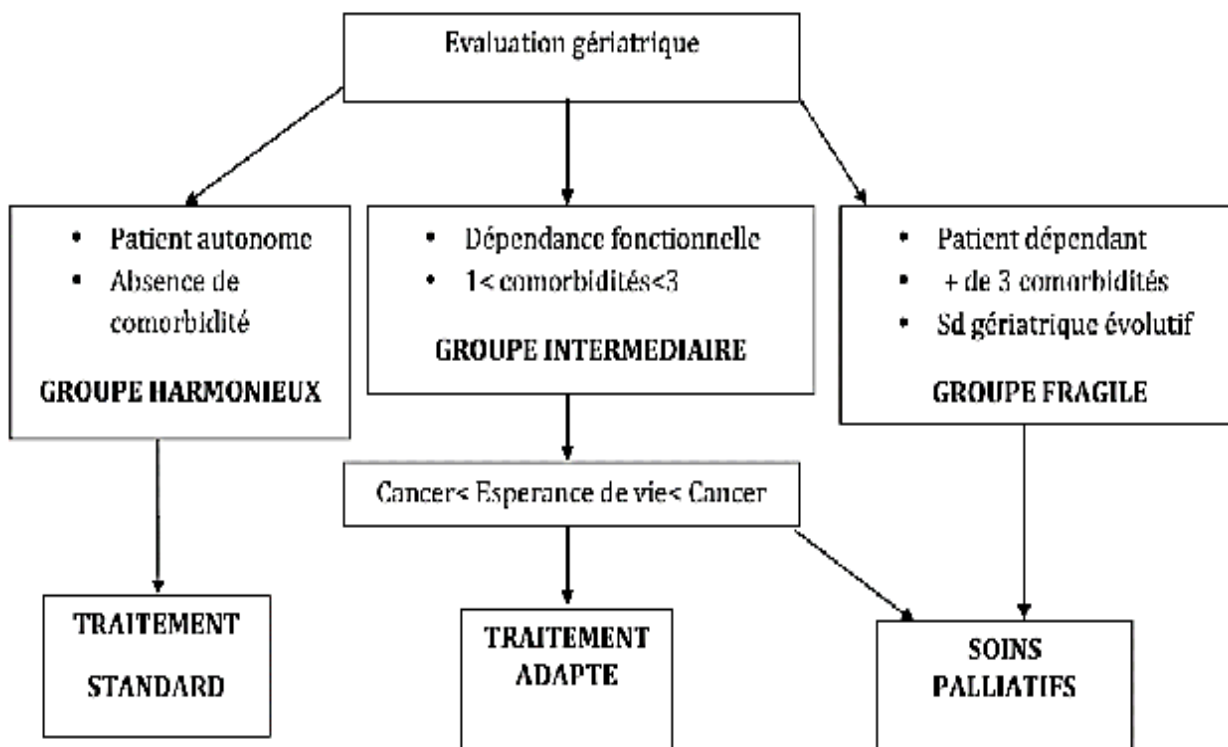 Evaluation gériatrique
• Patient autonome
• Absence de
comorbidité
GROUPE HARMONIEUX
• Dépendance fonctionnelle
• 1< comorbidités<3
GROUPE INTERMEDIAIRE
• Patient dépendant
• + de 3 comorbidités
• Sd gériatrique évolutif
GROUPE FRAGILE
Cancer< Esperance de vie< Cancer
TRAITEMENT
STANDARD
TRAITEMENT
ADAPTE
SOINS
PALLIATIFS